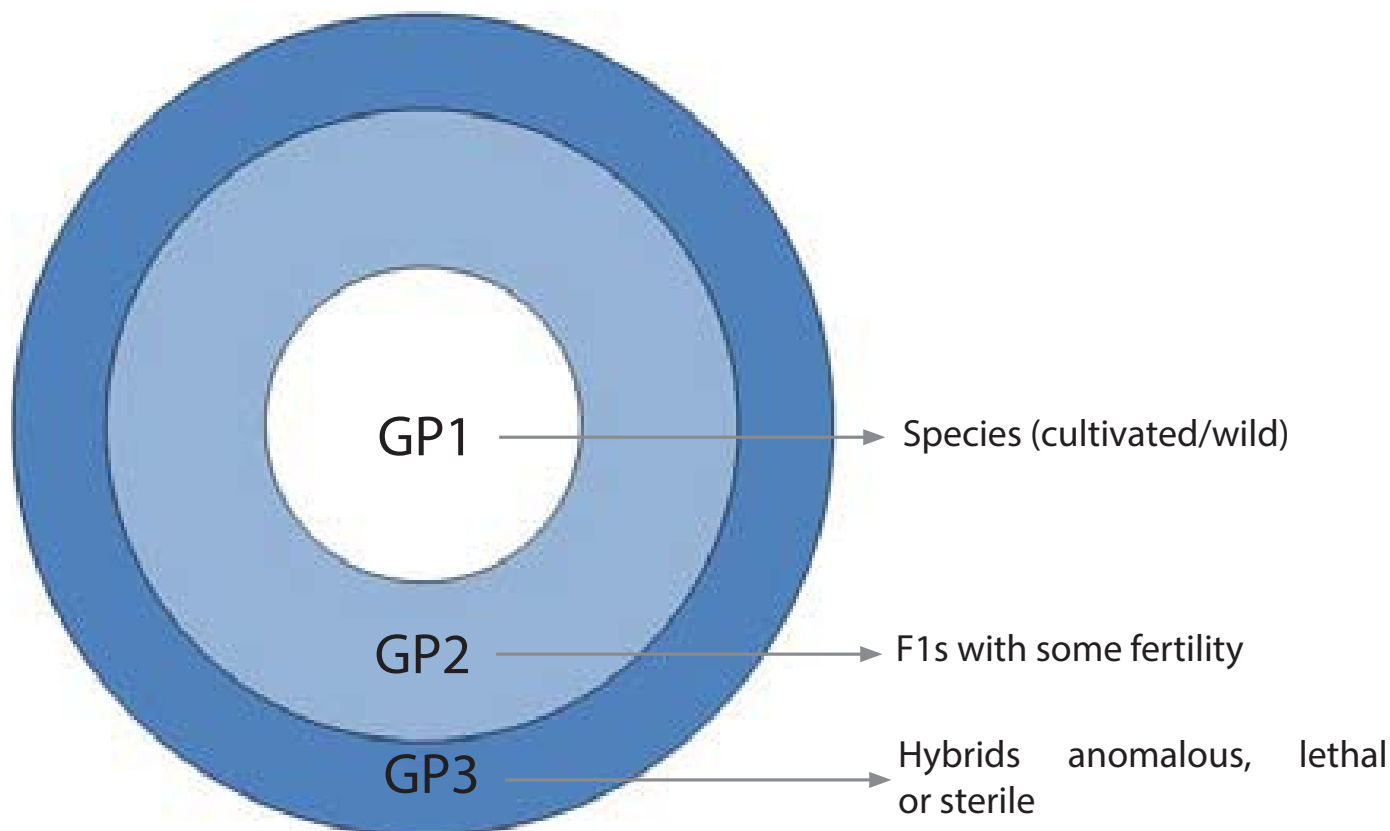 GP1
Species (cultivated/wild)
GP2
F1s with some fertility
GP3
Hybrids anomalous, lethal
or sterile